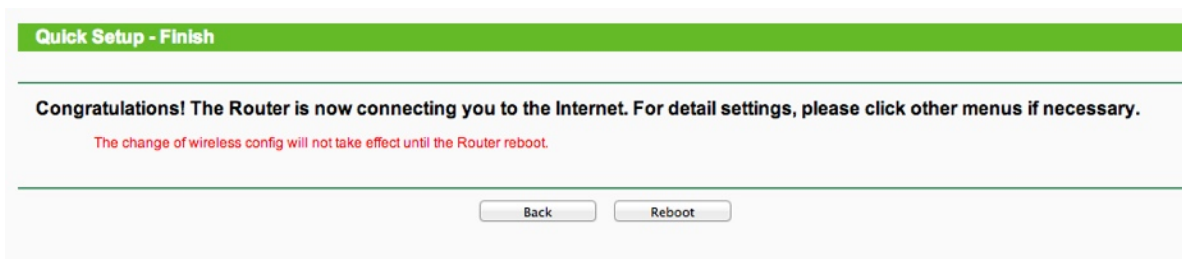 Quick Setup - Finish
Congratulations! The Router is now connecting you to the Internet. For detail settings, please click other menus if necessary.
The change of wireless config will not take effect until the Router reboot.
Back Reboot